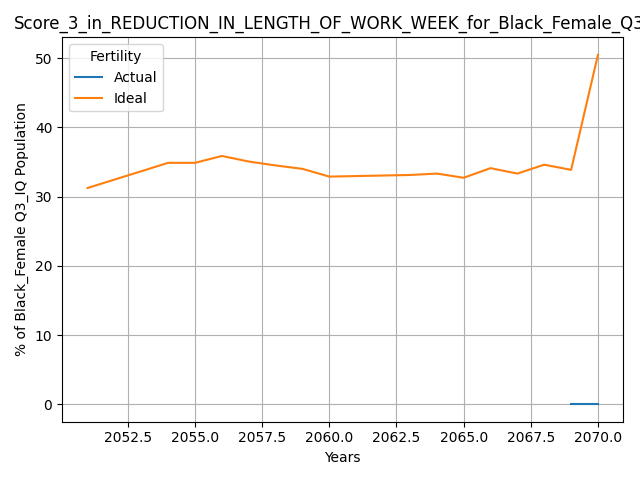 Score_3_in_REDUCTION_IN_LENGTH_OF_WORK_WEEK_for_Black_Female_Q3
Fertility
Actual
Ideal
50
40
30
20
10
0
% of Black_Female Q3_IQ Population
2052.5 2055.0 2057.5 2060.0 2062.5 2065.0 2067.5 2070.0
Years